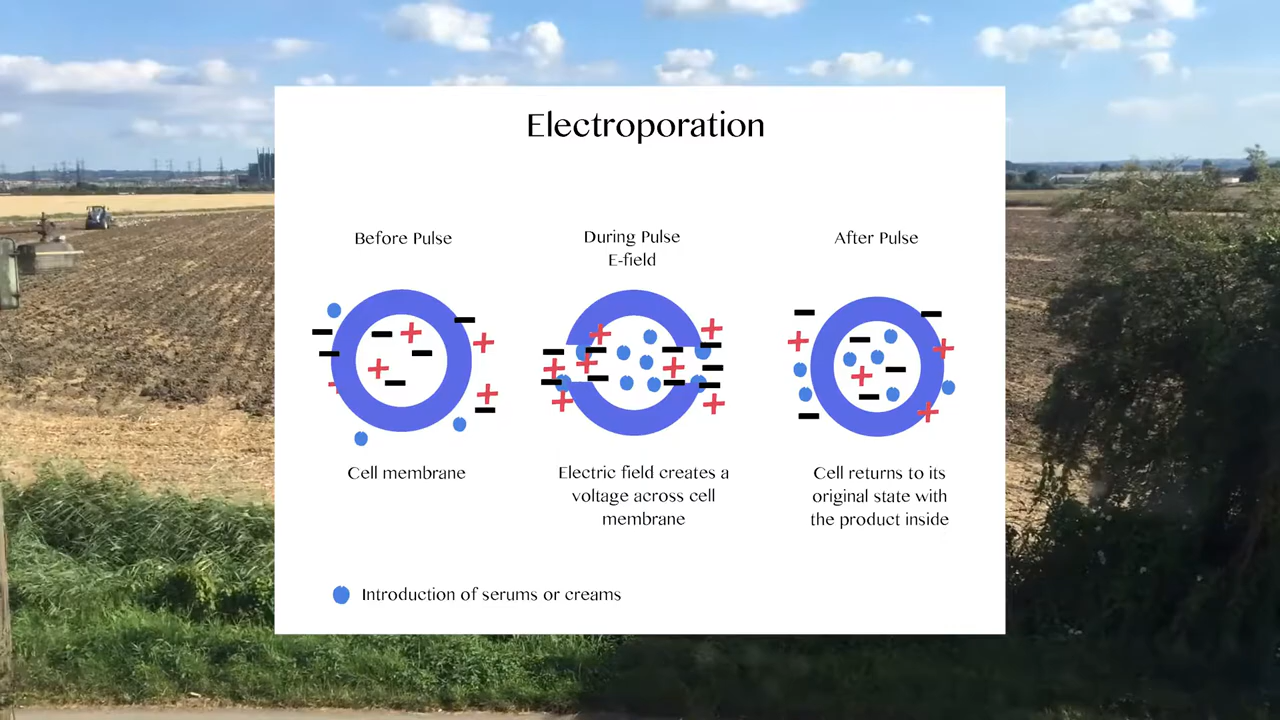 Electroporation
Before Pulse
During Pulse
E-field
After Pulse
Cell membrane
Electric field creates a
voltage across cell
membrane
Cell returns to its
original state with
the product inside
Introduction of serums or creams